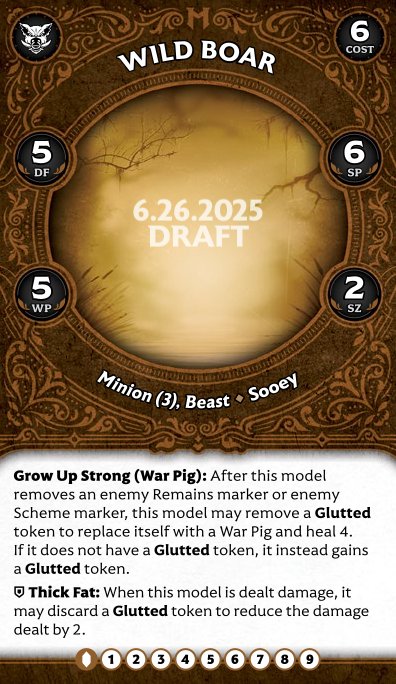 WILD BOAR
6
COST
5
DF
6
SP
6.26.2025
DRAFT
5
WP
2
SZ
Minion (3), Beast ♦ Sooey
Grow Up Strong (War Pig): After this model
removes an enemy Remains marker or enemy
Scheme marker, this model may remove a Glutted
token to replace itself with a War Pig and heal 4.
If it does not have a Glutted token, it instead gains
a Glutted token.
Thick Fat: When this model is dealt damage, it
may discard a Glutted token to reduce the damage
dealt by 2.
1 2 3 4 5 6 7 8 9